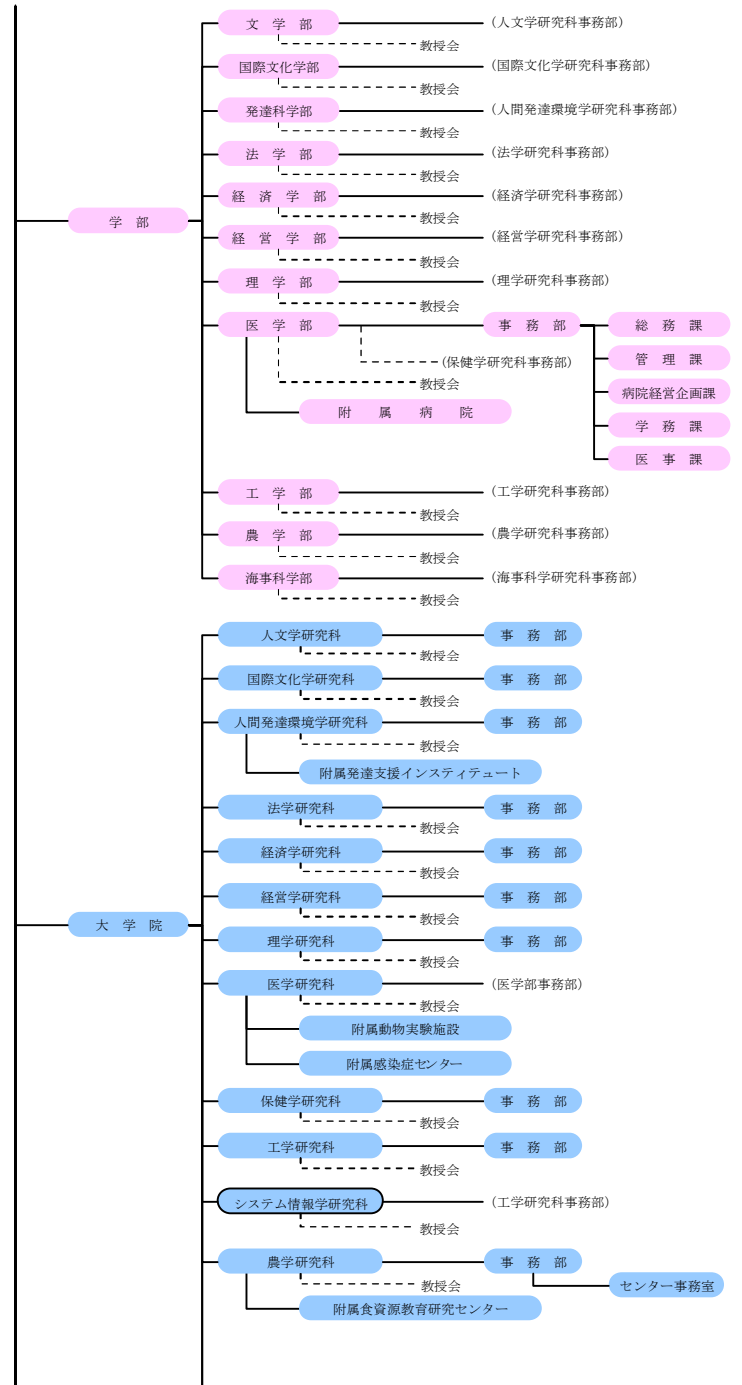 文 学 部 (人文学研究科事務部)
教授会
国際文化学部 (国際文化学研究科事務部)
教授会
発達科学部 (人間発達環境学研究科事務部)
教授会
法 学 部 (法学研究科事務部)
教授会
経 済 学 部 (経済学研究科事務部)
教授会
学 部
経 営 学 部 (経営学研究科事務部)
教授会
理 学 部 (理学研究科事務部)
教授会
医 学 部 事 務 部 総 務 課
管 理 課
(保健学研究科事務部)
教授会
病院経営企画課
附 属 病 院
学 務 課
医 事 課
工 学 部 (工学研究科事務部)
教授会
農 学 部 (農学研究科事務部)
教授会
海事科学部 (海事科学研究科事務部)
教授会
人文学研究科 事 務 部
教授会
国際文化学研究科 事 務 部
教授会
人間発達環境学研究科 事 務 部
教授会
附属発達支援インスティテュート
法学研究科 事 務 部
教授会
経済学研究科 事 務 部
教授会
経営学研究科 事 務 部
教授会
大 学 院
理学研究科 事 務 部
教授会
医学研究科 (医学部事務部)
教授会
附属動物実験施設
附属感染症センター
保健学研究科 事 務 部
教授会
工学研究科 事 務 部
教授会
システム情報学研究科 (工学研究科事務部)
教授会
農学研究科 事 務 部
教授会 センター事務室
附属食資源教育研究センター